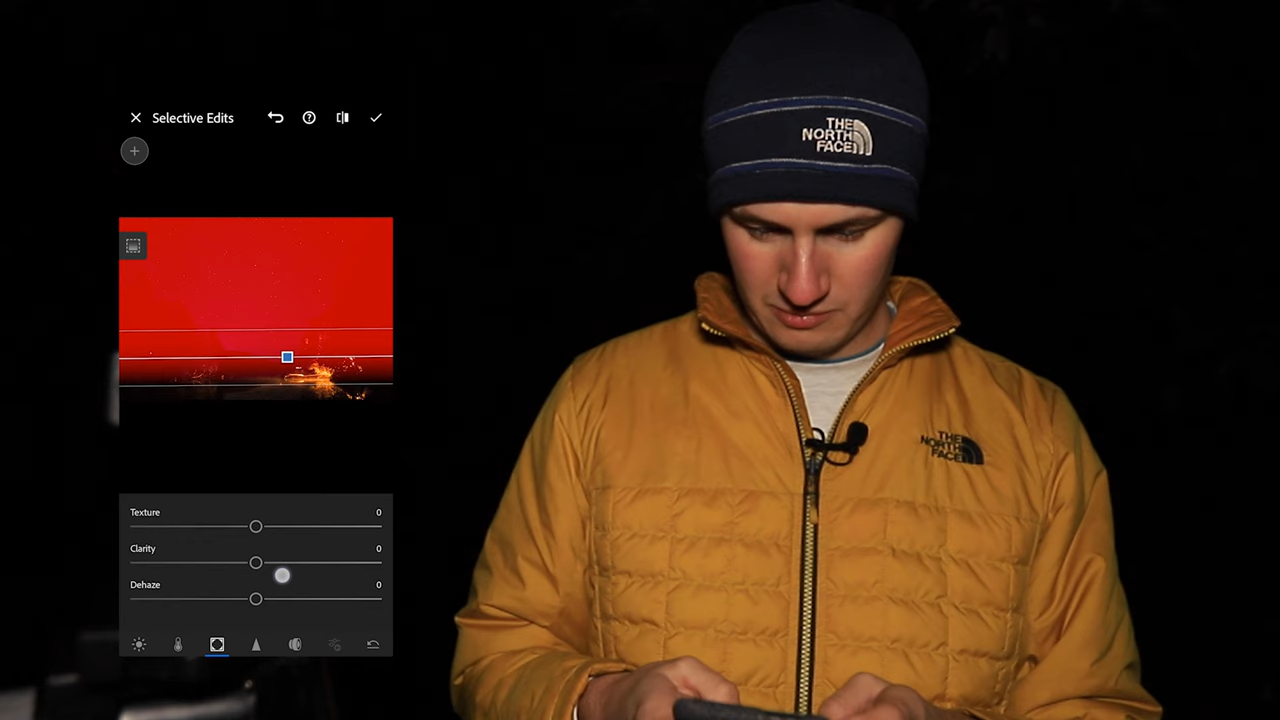 Selective Edits
Texture 0
Clarity 0
Dehaze 0
THE
NORTH
FACE
THE
NORTH
FACE